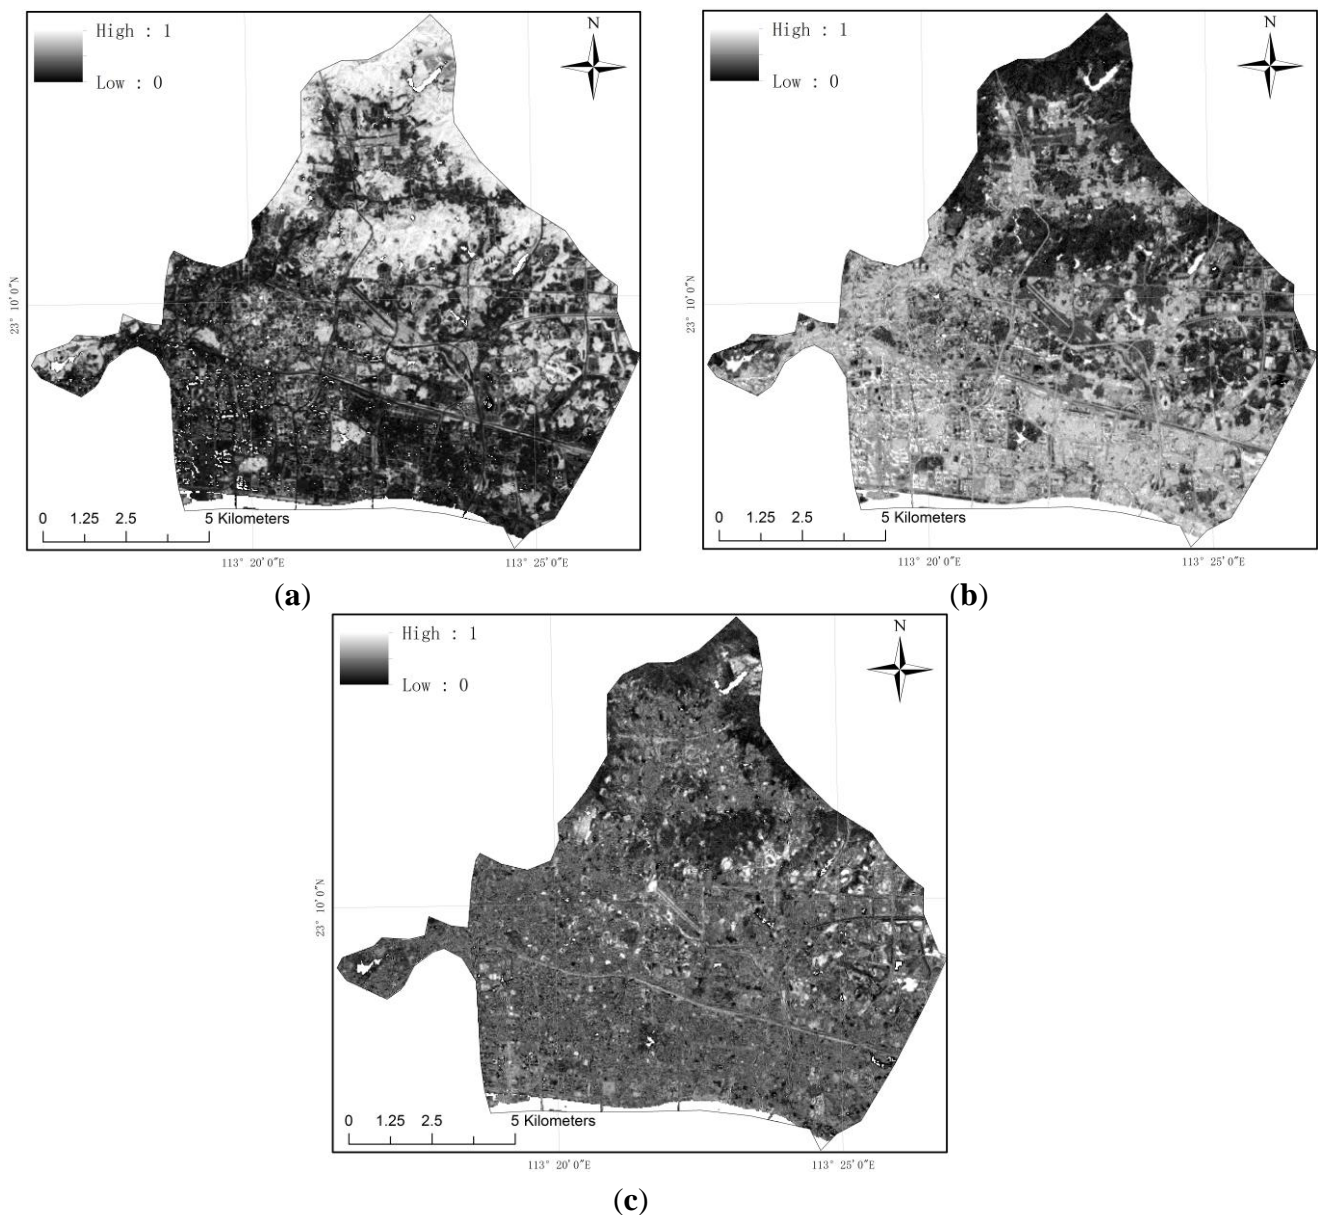 High : 1
Low : 0
N
23° 10′0″N
0 1.25 2.5 5 Kilometers
113° 20′0″E 113° 25′0″E
(a)
High : 1
Low : 0
N
23° 10′0″N
0 1.25 2.5 5 Kilometers
113° 20′0″E 113° 25′0″E
(b)
High : 1
Low : 0
N
23° 10′0″N
0 1.25 2.5 5 Kilometers
113° 20′0″E 113° 25′0″E
(c)